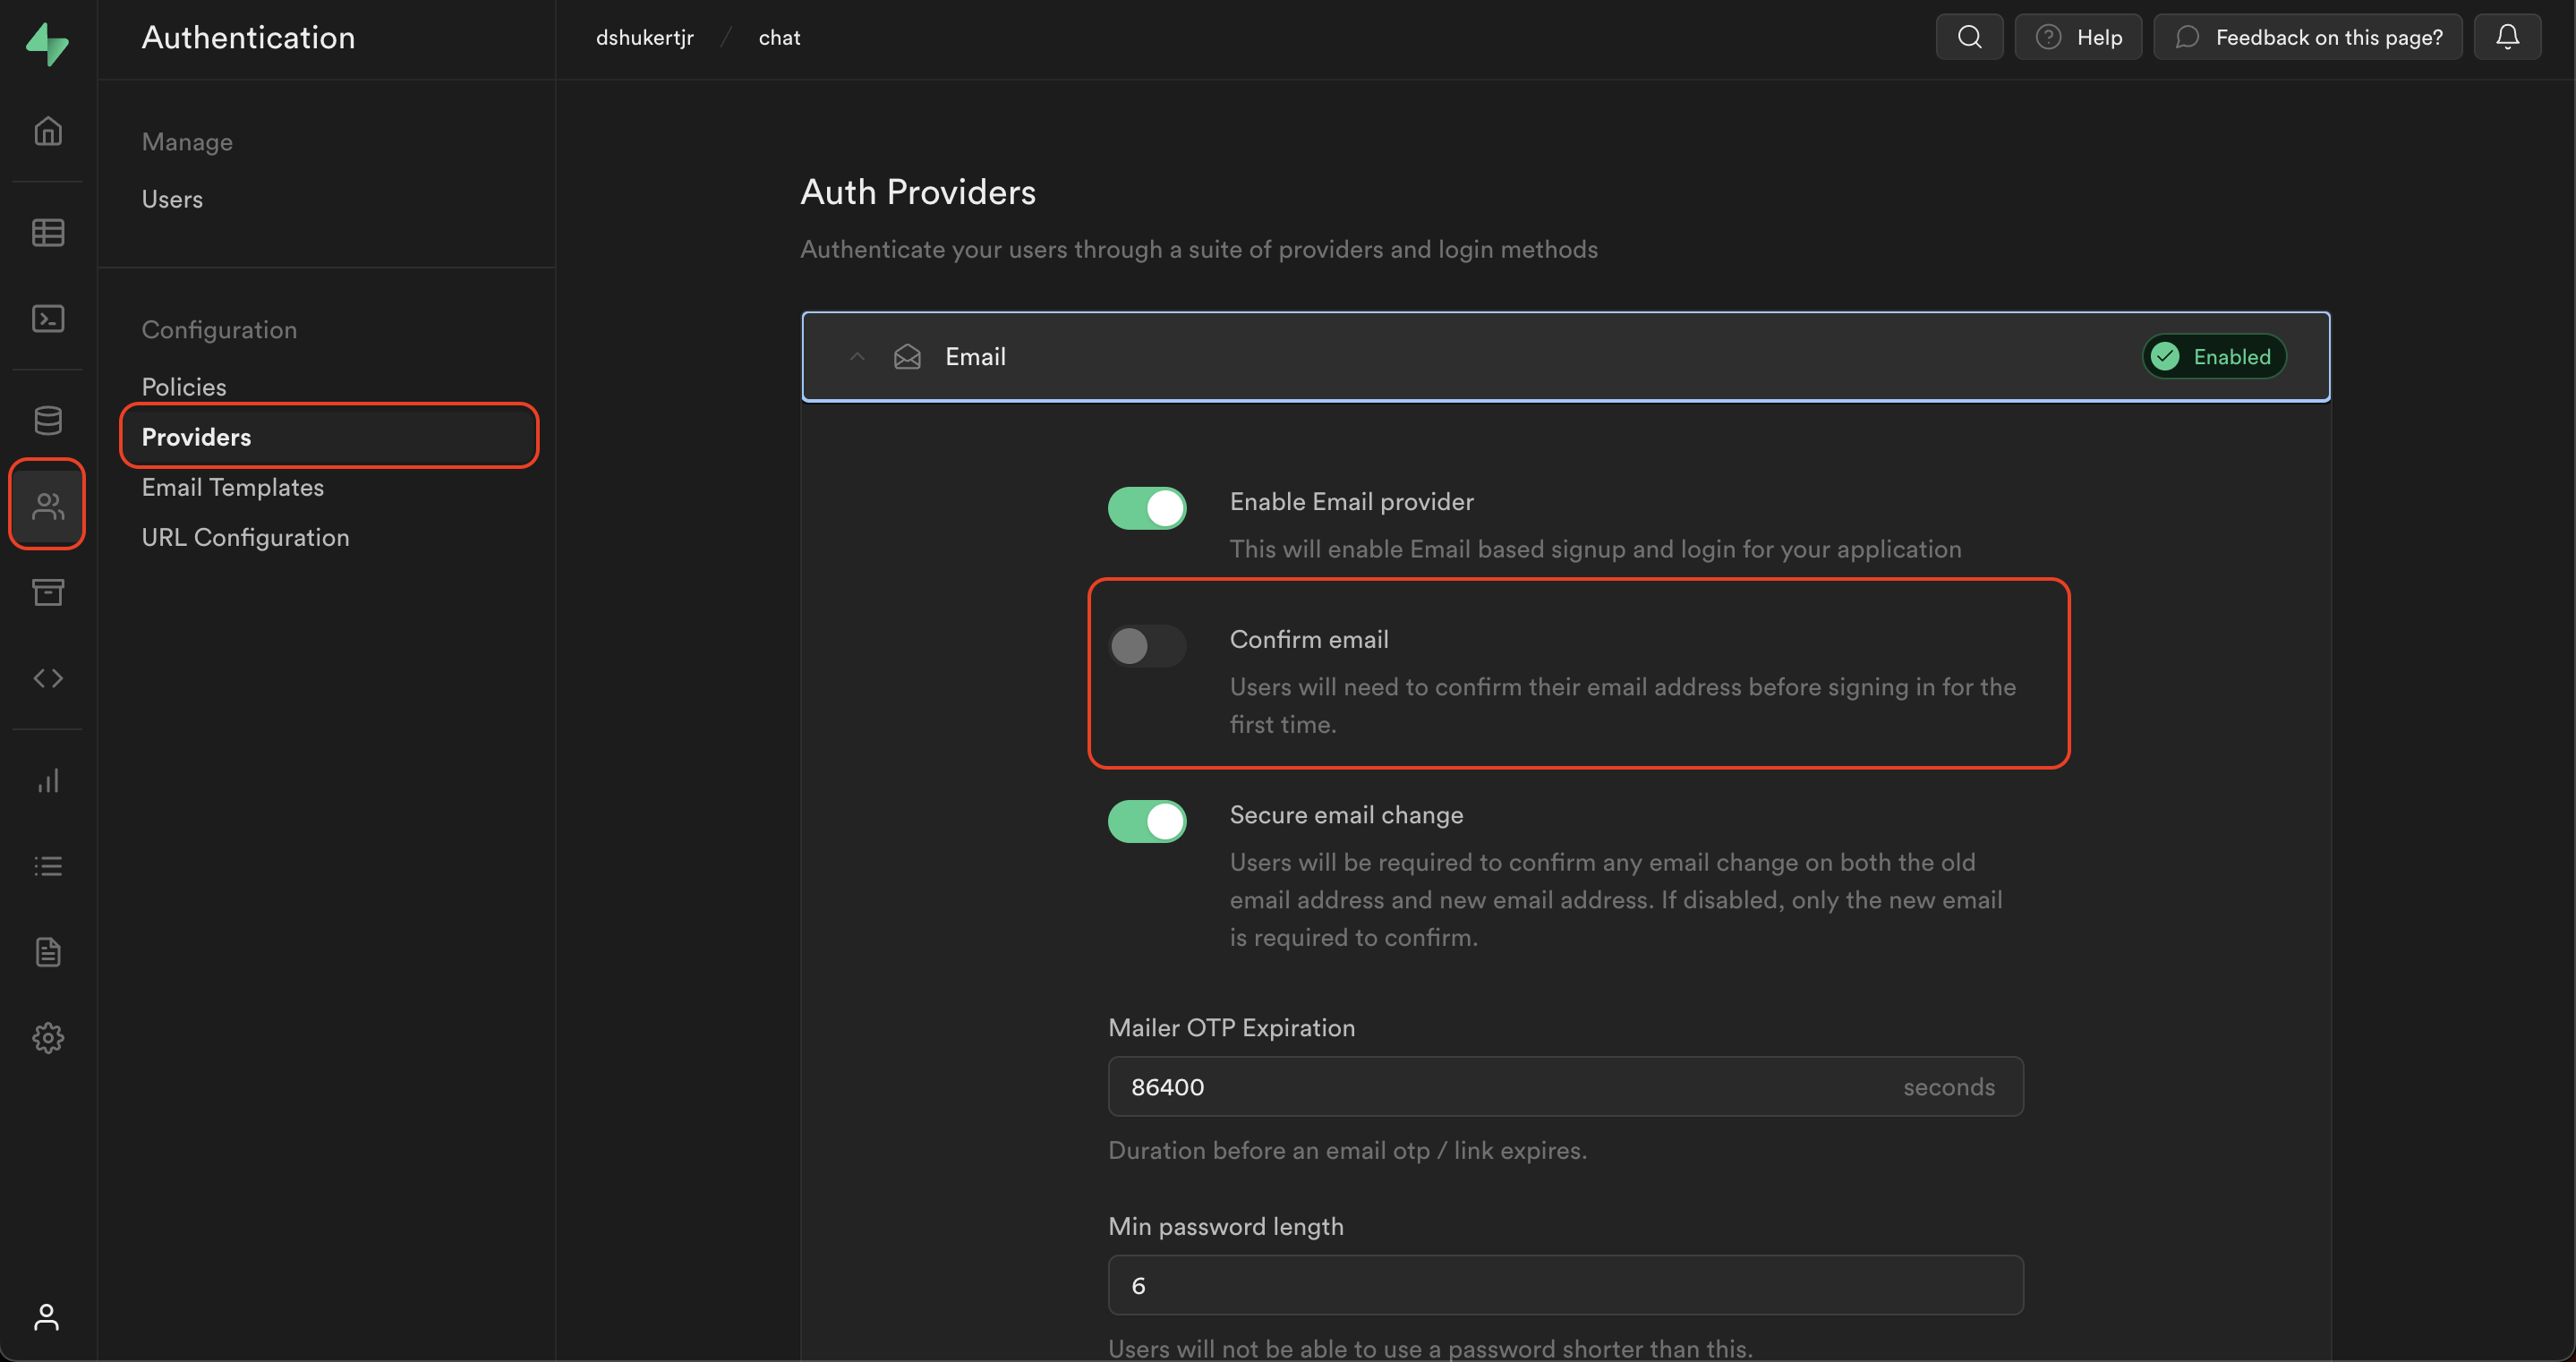 Authentication
dshukertjr / chat
Help
Feedback on this page?
Manage
Users
Configuration
Policies
Providers
Email Templates
URL Configuration
Auth Providers
Authenticate your users through a suite of providers and login methods
Email
Enabled
Enable Email provider
This will enable Email based signup and login for your application
Confirm email
Users will need to confirm their email address before signing in for the
first time.
Secure email change
Users will be required to confirm any email change on both the old
email address and new email address. If disabled, only the new email
is required to confirm.
Mailer OTP Expiration
86400 seconds
Duration before an email otp / link expires.
Min password length
6
Users will not be able to use a password shorter than this.